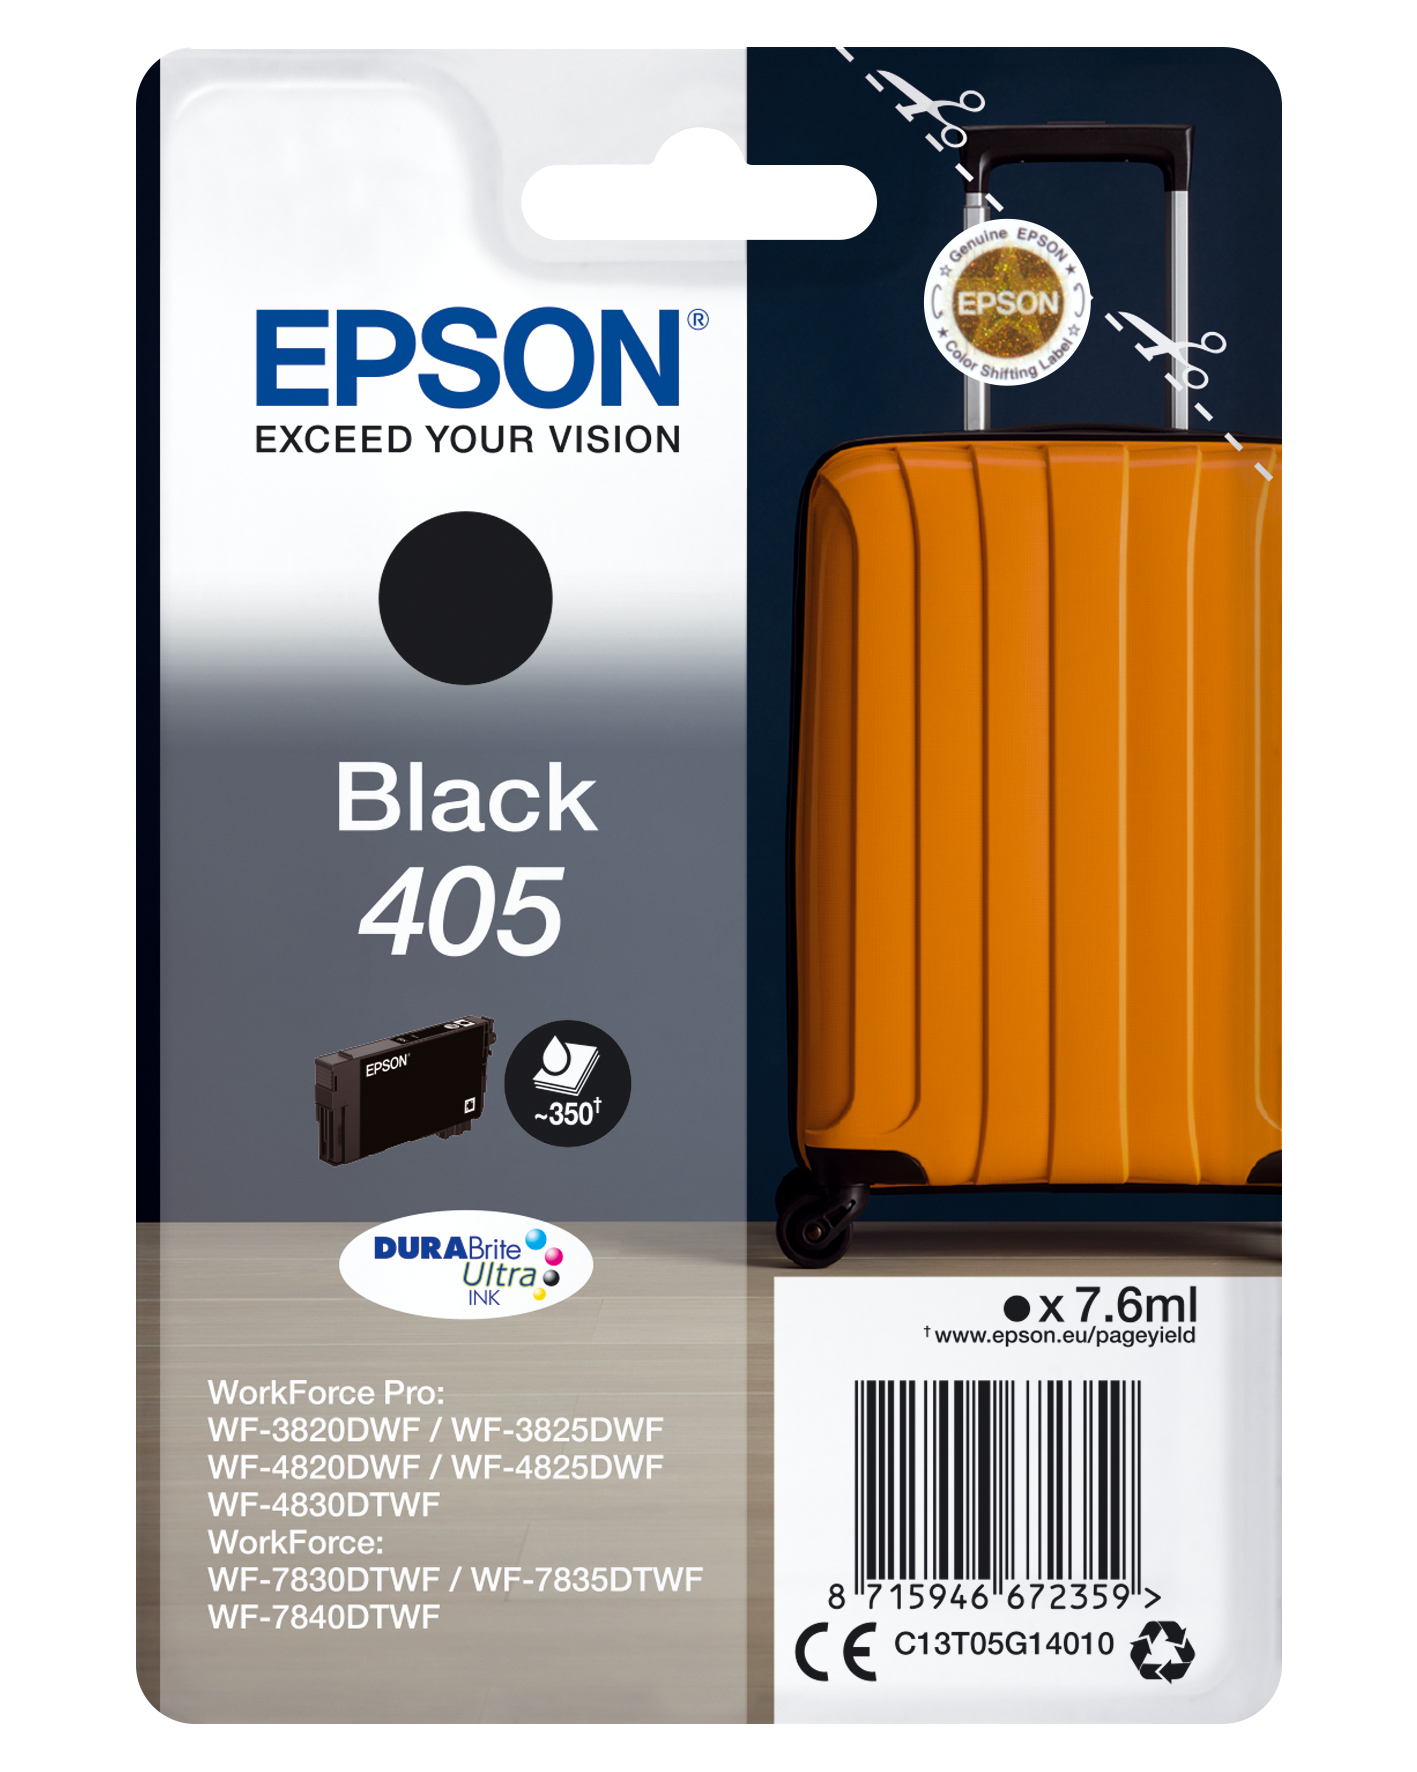 Genuine EPSON
EPSON
Color Shifting Label
EPSON®
EXCEED YOUR VISION
Black
405
EPSON
~350†
DURABrite
Ultra
INK
x 7.6ml
†www.epson.eu/pageyield
WorkForce Pro:
WF-3820DWF / WF-3825DWF
WF-4820DWF / WF-4825DWF
WF-4830DTWF
WorkForce:
WF-7830DTWF / WF-7835DTWF
WF-7840DTWF
8 715946 672359 >
CE C13T05G14010